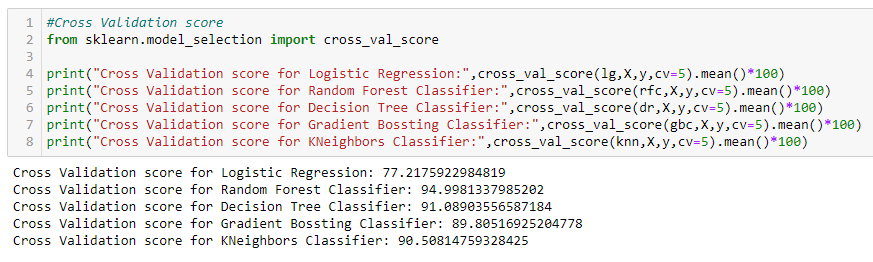 1 #Cross Validation score
2 from sklearn.model_selection import cross_val_score
3
4 print("Cross Validation score for Logistic Regression:",cross_val_score(lg,X,y,cv=5).mean()*100)
5 print("Cross Validation score for Random Forest Classifier:",cross_val_score(rfc,X,y,cv=5).mean()*100)
6 print("Cross Validation score for Decision Tree Classifier:",cross_val_score(dr,X,y,cv=5).mean()*100)
7 print("Cross Validation score for Gradient Bossting Classifier:",cross_val_score(gbc,X,y,cv=5).mean()*100)
8 print("Cross Validation score for KNeighbors Classifier:",cross_val_score(knn,X,y,cv=5).mean()*100)
Cross Validation score for Logistic Regression: 77.2175922984819
Cross Validation score for Random Forest Classifier: 94.9981337985202
Cross Validation score for Decision Tree Classifier: 91.08903556587184
Cross Validation score for Gradient Bossting Classifier: 89.80516925204778
Cross Validation score for KNeighbors Classifier: 90.50814759328425